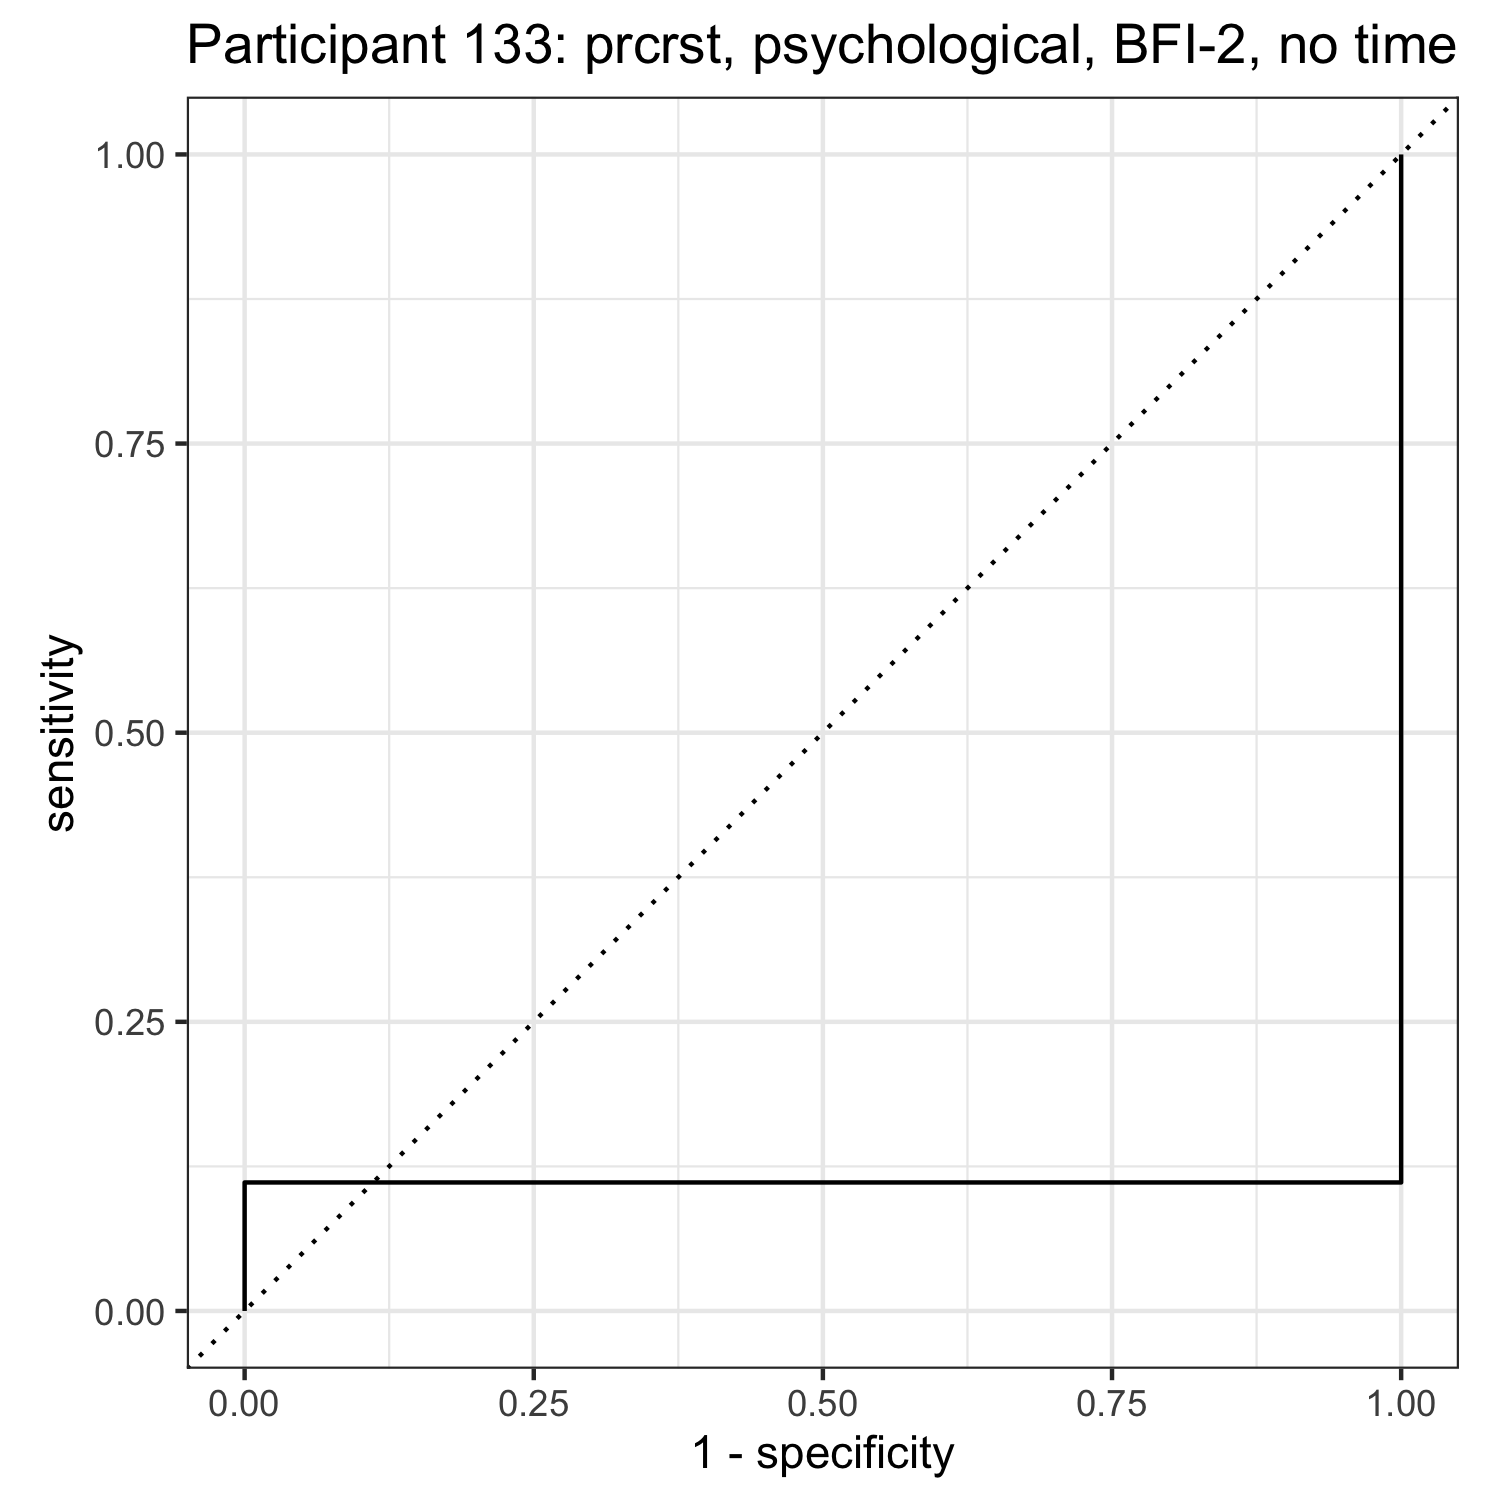 Participant 133: prcrst, psychological, BFI-2, no time
1.00
0.75
0.50
0.25
0.00
sensitivity
0.00 0.25 0.50 0.75 1.00
1 - specificity